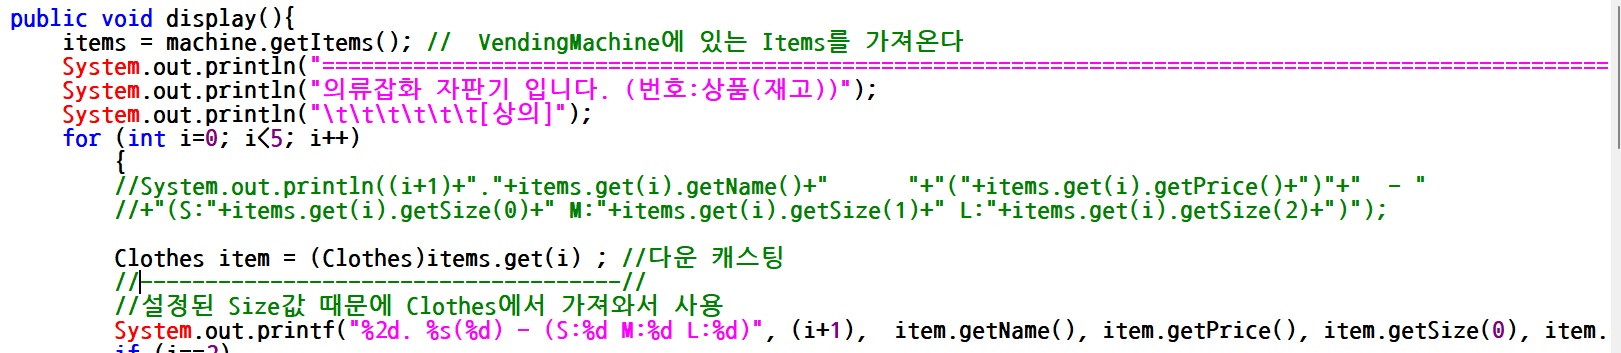 public void display(){
items = machine.getItems(); //  VendingMachine에 있는 Items를 가져온다
System.out.println("===================================================================================================
System.out.println("의류잡화 자판기 입니다. (번호:상품(재고))");
System.out.println("\t\t\t\t\t\t[상의]");
for (int i=0; i<5; i++)
{
//System.out.println((i+1)+"."+items.get(i).getName()+"      "+"("+items.get(i).getPrice()+")"+"  - "
//+"(S:"+items.get(i).getSize(0)+" M:"+items.get(i).getSize(1)+" L:"+items.get(i).getSize(2)+")");
Clothes item = (Clothes)items.get(i) ; //다운 캐스팅
//-------------------------------------//
//설정된 Size값 때문에 Clothes에서 가져와서 사용
System.out.printf("%2d. %s(%d) - (S:%d M:%d L:%d)", (i+1),  item.getName(), item.getPrice(), item.getSize(0), item.
if (i==2)